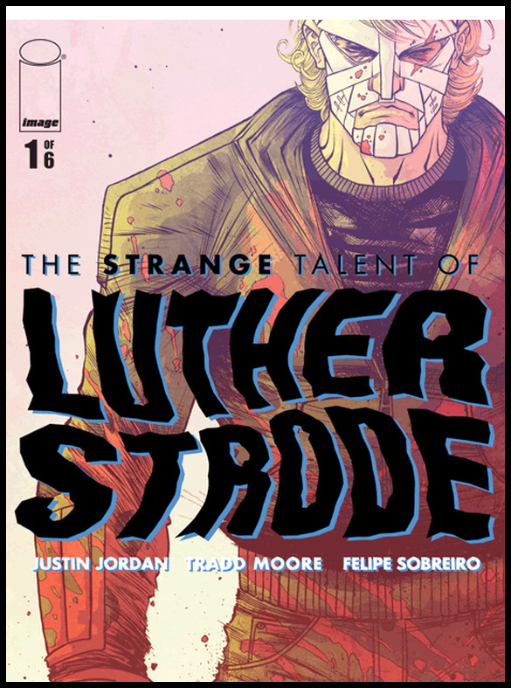 image
®
1 OF 6
THE STRANGE TALENT OF
LUTHER
STRODE
JUSTIN JORDAN TRADD MOORE FELIPE SOBREIRO